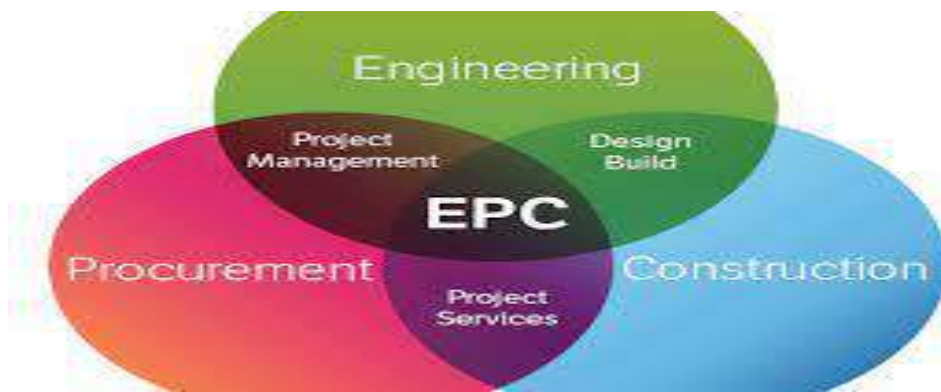 Engineering
Project
Management
Design
Build
EPC
Procurement
Construction
Project
Services